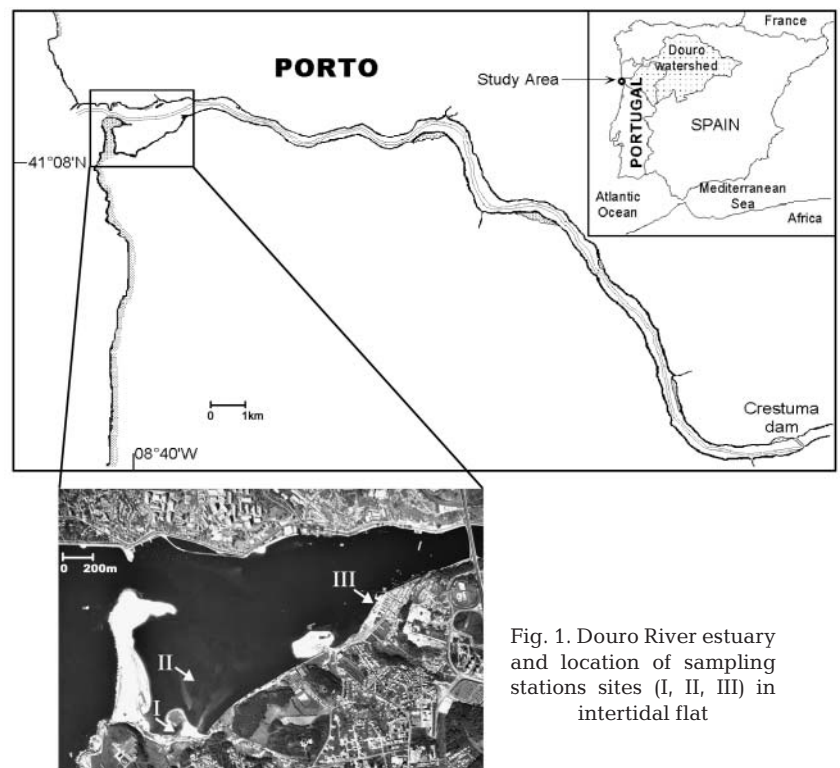 PORTO
41°08'N
0 1km
08°40'W
Crestuma
dam
France
Douro
watershed
Study Area
PORTUGAL
SPAIN
Atlantic
Ocean
Mediterranean
Sea
Africa
0 200m
III
II
I
Fig. 1. Douro River estuary
and location of sampling
stations sites (I, II, III) in
intertidal flat